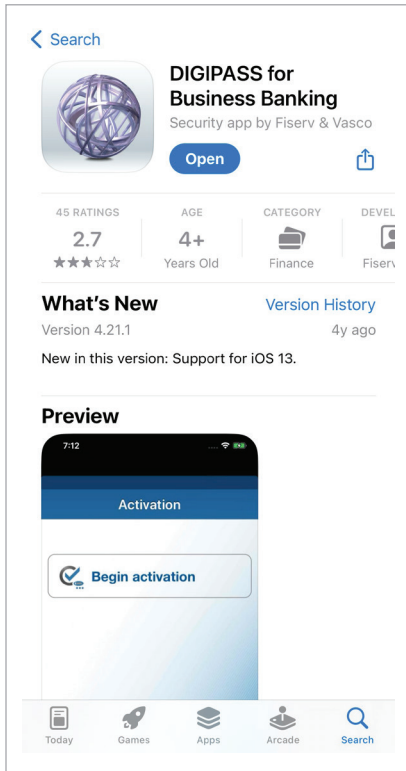 Search
DIGIPASS for
Business Banking
Security app by Fiserv & Vasco
Open
45 RATINGS AGE CATEGORY DEVEL
2.7 4+
Years Old Finance Fiserv
What's New Version History
Version 4.21.1 4y ago
New in this version: Support for iOS 13.
Preview
7:12
Activation
Begin activation
Today Games Apps Arcade Search